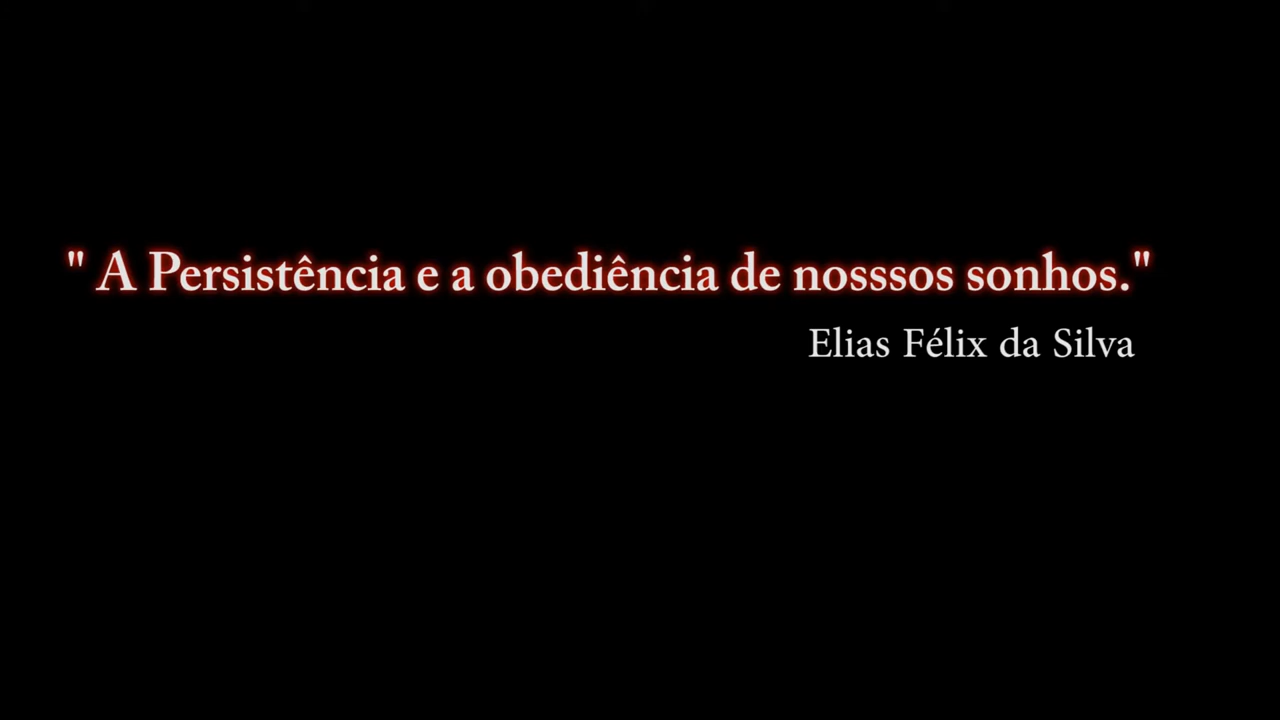 " A Persistência e a obediência de nosssos sonhos."
Elias Félix da Silva